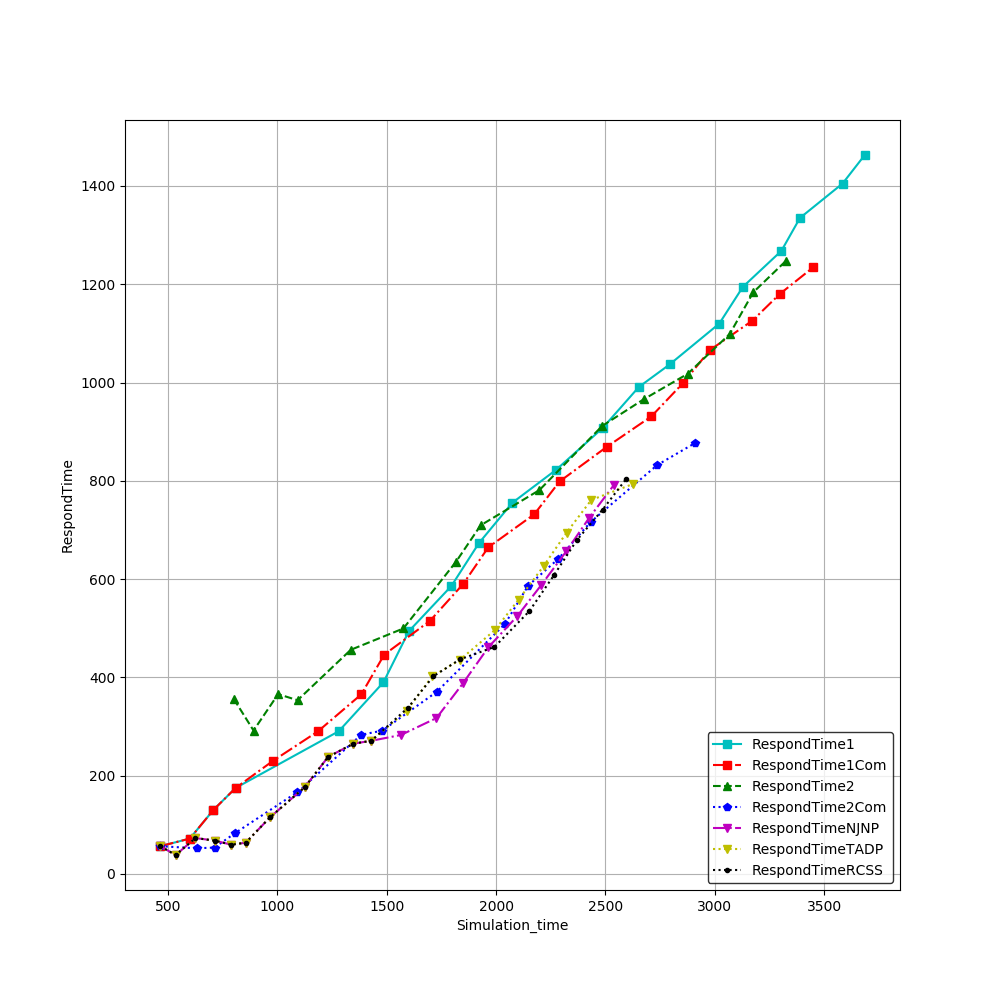 1400
1200
1000
800
600
400
200
0
RespondTime
500 1000 1500 2000 2500 3000 3500
Simulation_time
RespondTime1
RespondTime1Com
RespondTime2
RespondTime2Com
RespondTimeNJNP
RespondTimeTADP
RespondTimeRCSS